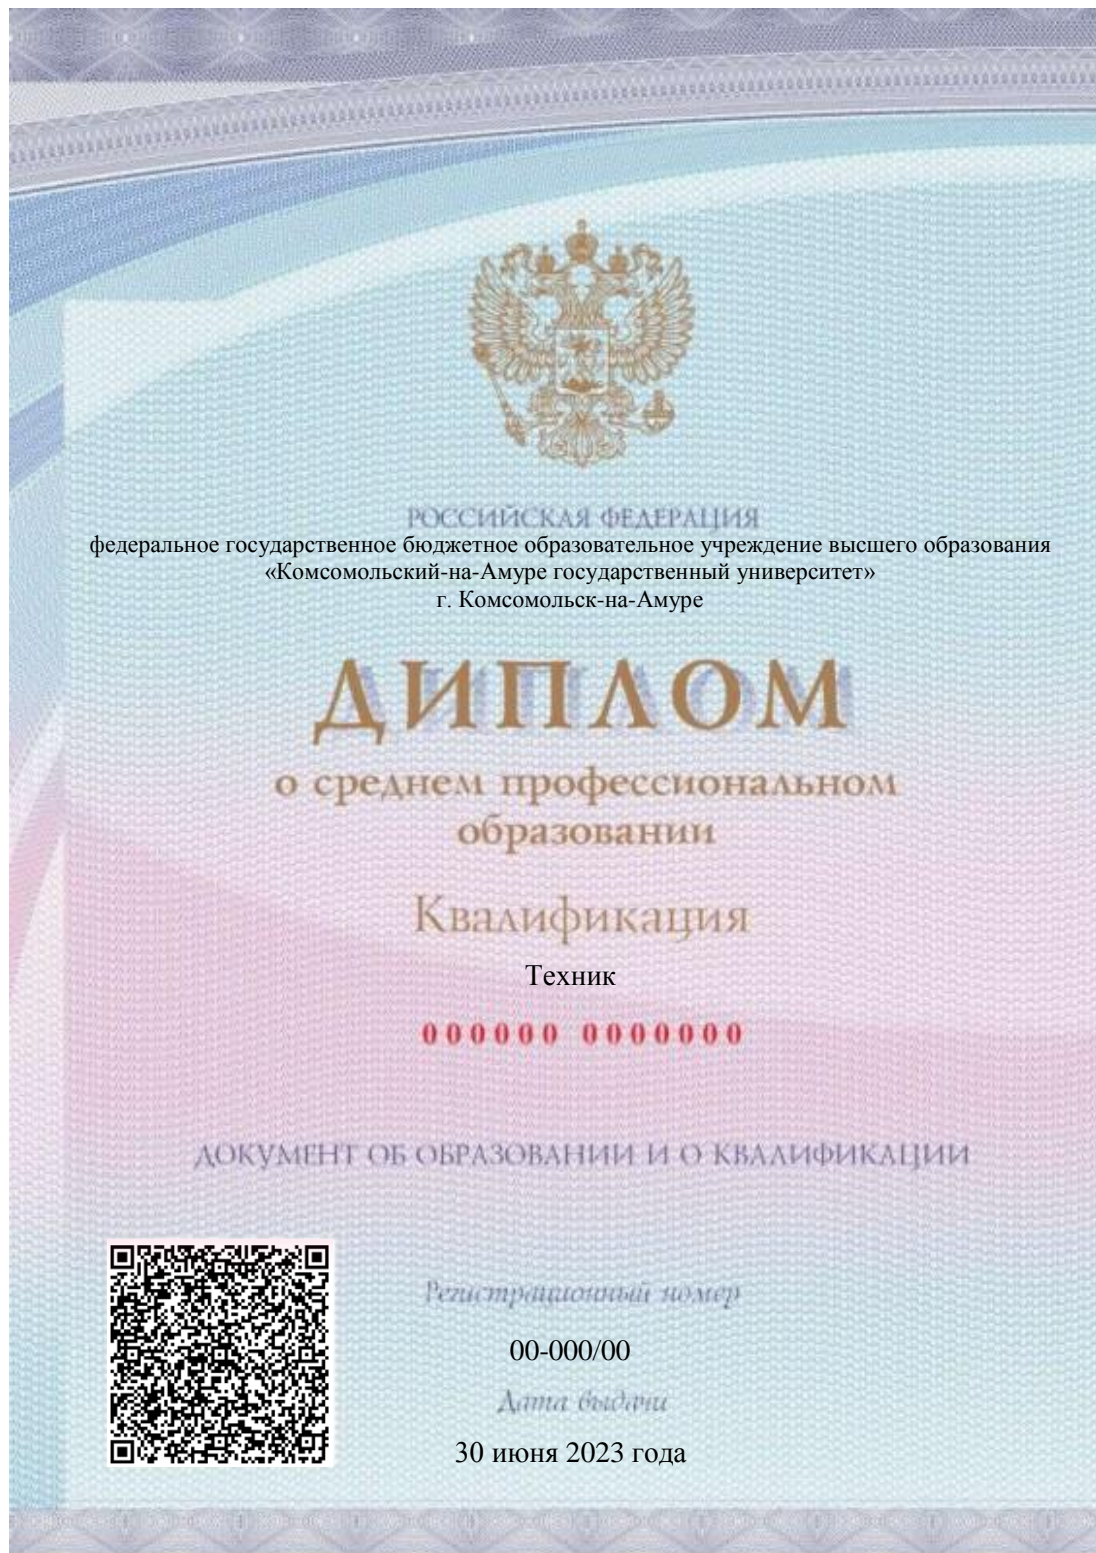 РОССИЙСКАЯ ФЕДЕРАЦИЯ
федеральное государственное бюджетное образовательное учреждение высшего образования
«Комсомольский-на-Амуре государственный университет»
г. Комсомольск-на-Амуре
ДИПЛОМ
о среднем профессиональном
образовании
Квалификация
Техник
000000 0000000
ДОКУМЕНТ ОБ ОБРАЗОВАНИИ И О КВАЛИФИКАЦИИ
Регистрационный номер
00-000/00
Дата выдачи
30 июня 2023 года